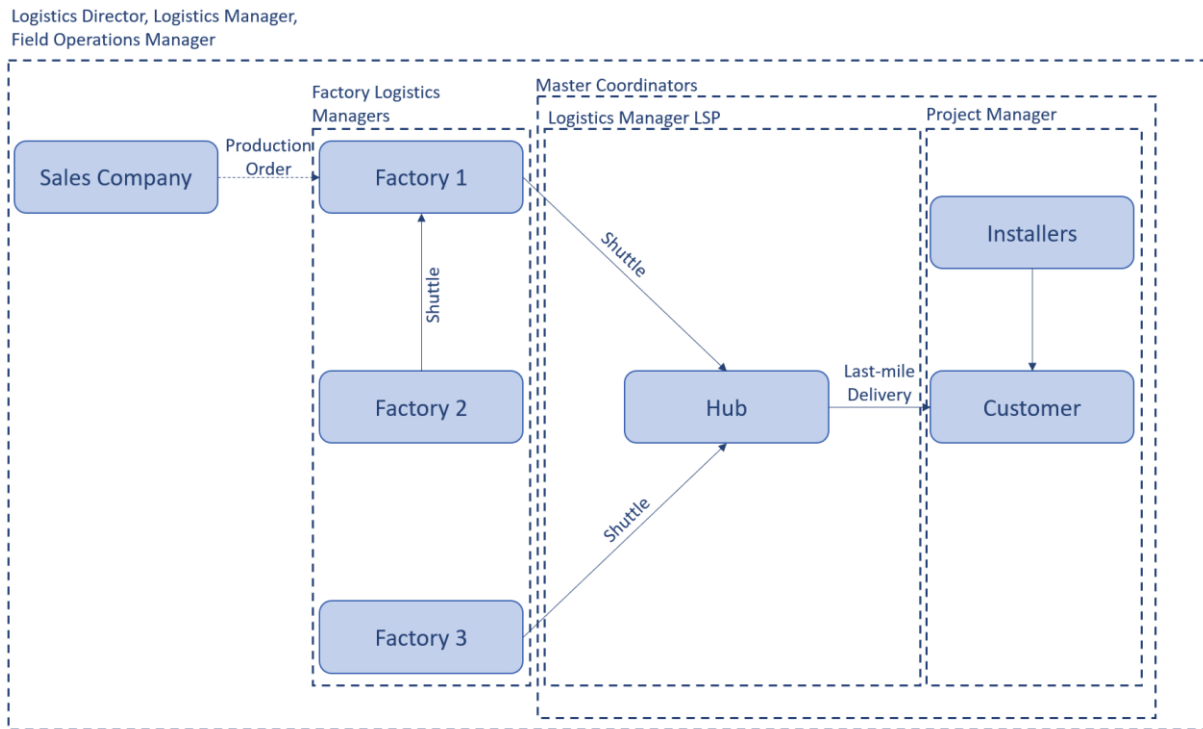 Logistics Director, Logistics Manager,
Field Operations Manager
Factory Logistics
Managers
Master Coordinators
Logistics Manager LSP
Project Manager
Sales Company
Production
Order
Factory 1
Shuttle
Installers
Shuttle
Factory 2
Hub
Last-mile
Delivery
Customer
Shuttle
Factory 3